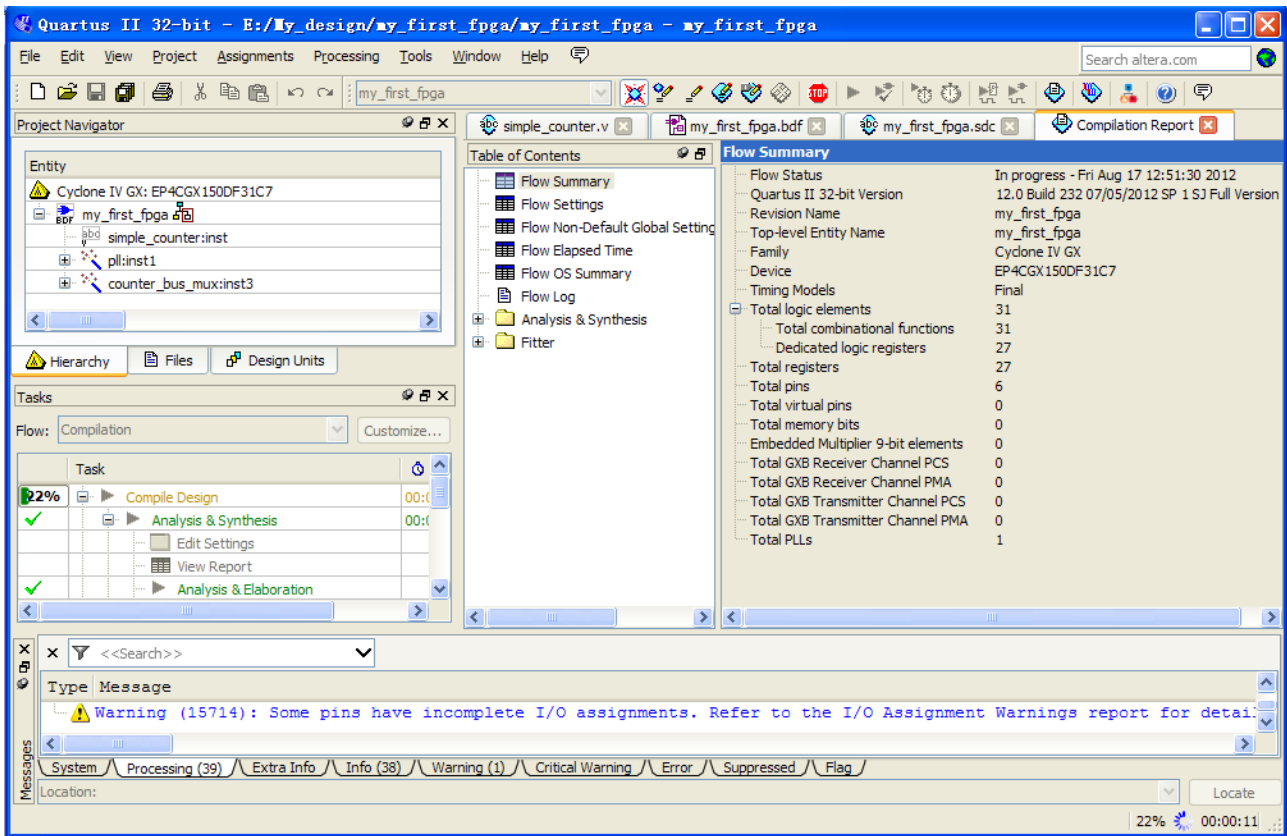 Quartus II 32-bit - E:/My_design/my_first_fpga/my_first_fpga - my_first_fpga
File Edit View Project Assignments Processing Tools Window Help
Search altera.com
my_first_fpga
STOP
Project Navigator
Entity
Cyclone IV GX: EP4CGX150DF31C7
BDF my_first_fpga
abc simple_counter:inst
pll:inst1
counter_bus_mux:inst3
Hierarchy Files Design Units
Tasks
Flow: Compilation Customize...
Task
22% Compile Design 00:0
Analysis & Synthesis 00:0
Edit Settings
View Report
Analysis & Elaboration
simple_counter.v my_first_fpga.bdf my_first_fpga.sdc Compilation Report
Table of Contents
Flow Summary
Flow Settings
Flow Non-Default Global Setting
Flow Elapsed Time
Flow OS Summary
Flow Log
Analysis & Synthesis
Fitter
Flow Summary
Flow Status In progress - Fri Aug 17 12:51:30 2012
Quartus II 32-bit Version 12.0 Build 232 07/05/2012 SP 1 SJ Full Version
Revision Name my_first_fpga
Top-level Entity Name my_first_fpga
Family Cyclone IV GX
Device EP4CGX150DF31C7
Timing Models Final
Total logic elements 31
Total combinational functions 31
Dedicated logic registers 27
Total registers 27
Total pins 6
Total virtual pins 0
Total memory bits 0
Embedded Multiplier 9-bit elements 0
Total GXB Receiver Channel PCS 0
Total GXB Receiver Channel PMA 0
Total GXB Transmitter Channel PCS 0
Total GXB Transmitter Channel PMA 0
Total PLLs 1
Messages
<<Search>>
Type Message
Warning (15714): Some pins have incomplete I/O assignments. Refer to the I/O Assignment Warnings report for detai
System Processing (39) Extra Info Info (38) Warning (1) Critical Warning Error Suppressed Flag
Location: Locate
22% 00:00:11